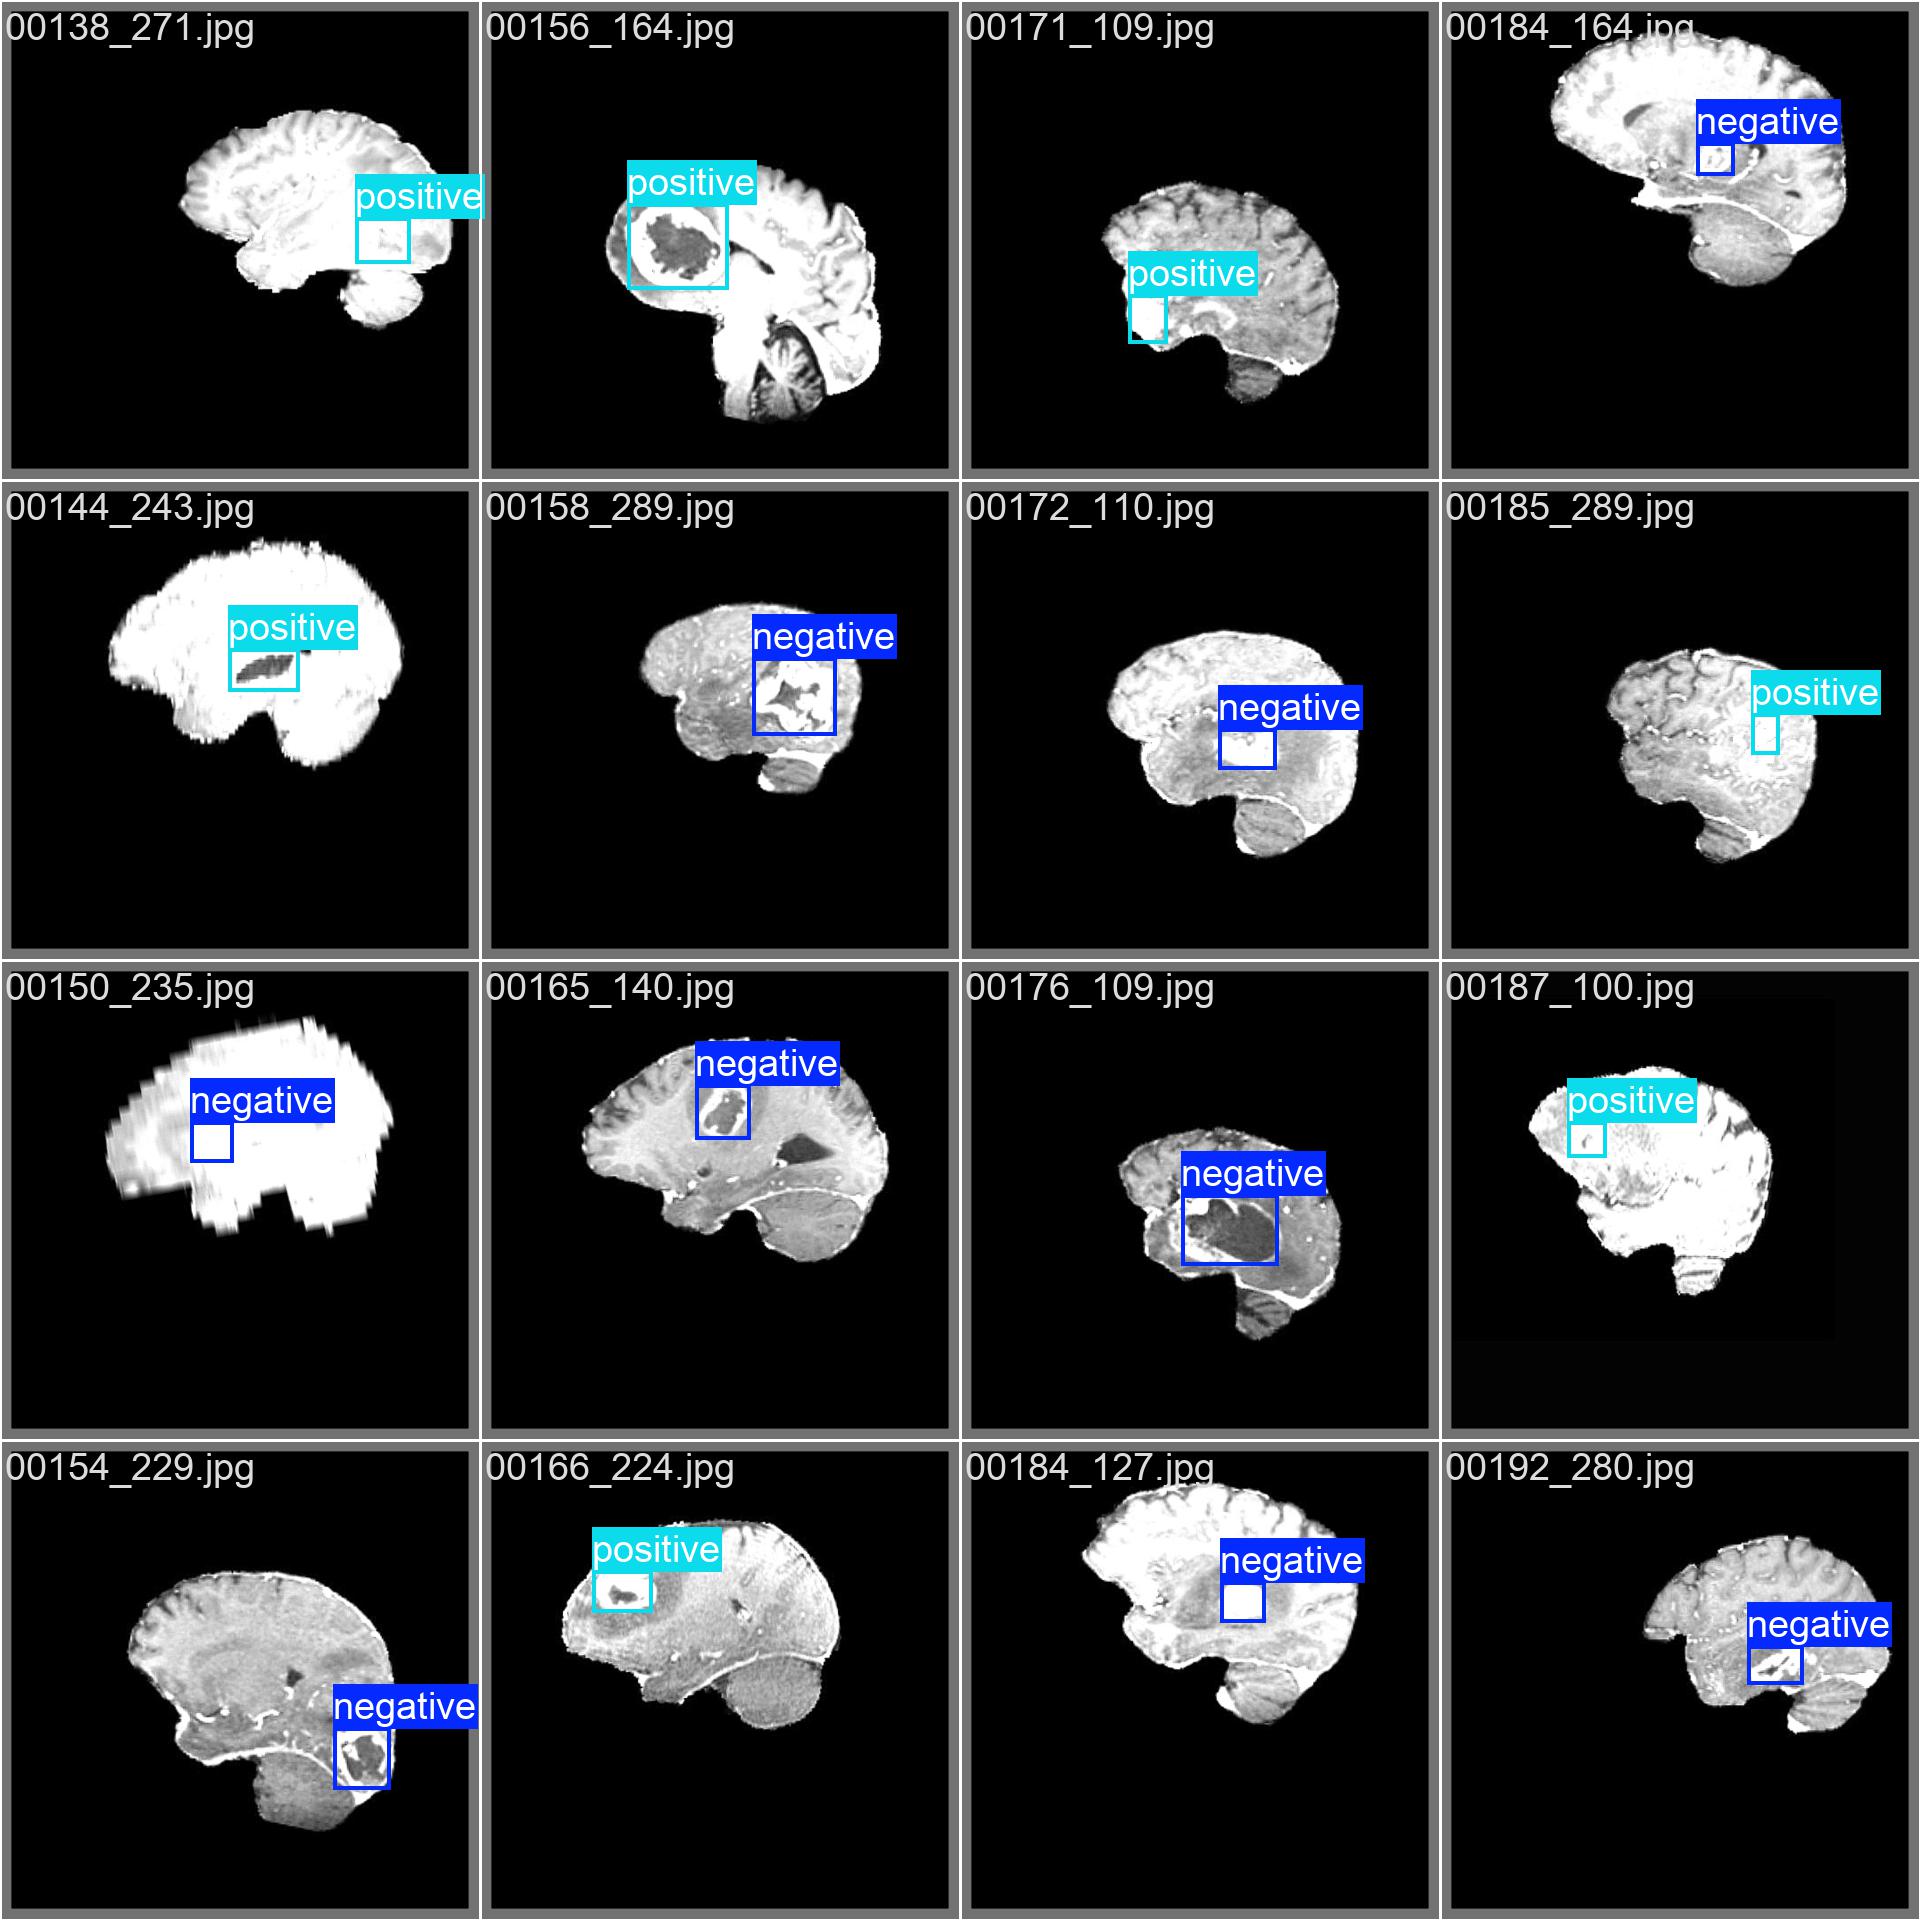 00138_271.jpg
positive
00156_164.jpg
positive
00171_109.jpg
positive
00184_164.jpg
negative
00144_243.jpg
positive
00158_289.jpg
negative
00172_110.jpg
negative
00185_289.jpg
positive
00150_235.jpg
negative
00165_140.jpg
negative
00176_109.jpg
negative
00187_100.jpg
positive
00154_229.jpg
negative
00166_224.jpg
positive
00184_127.jpg
negative
00192_280.jpg
negative